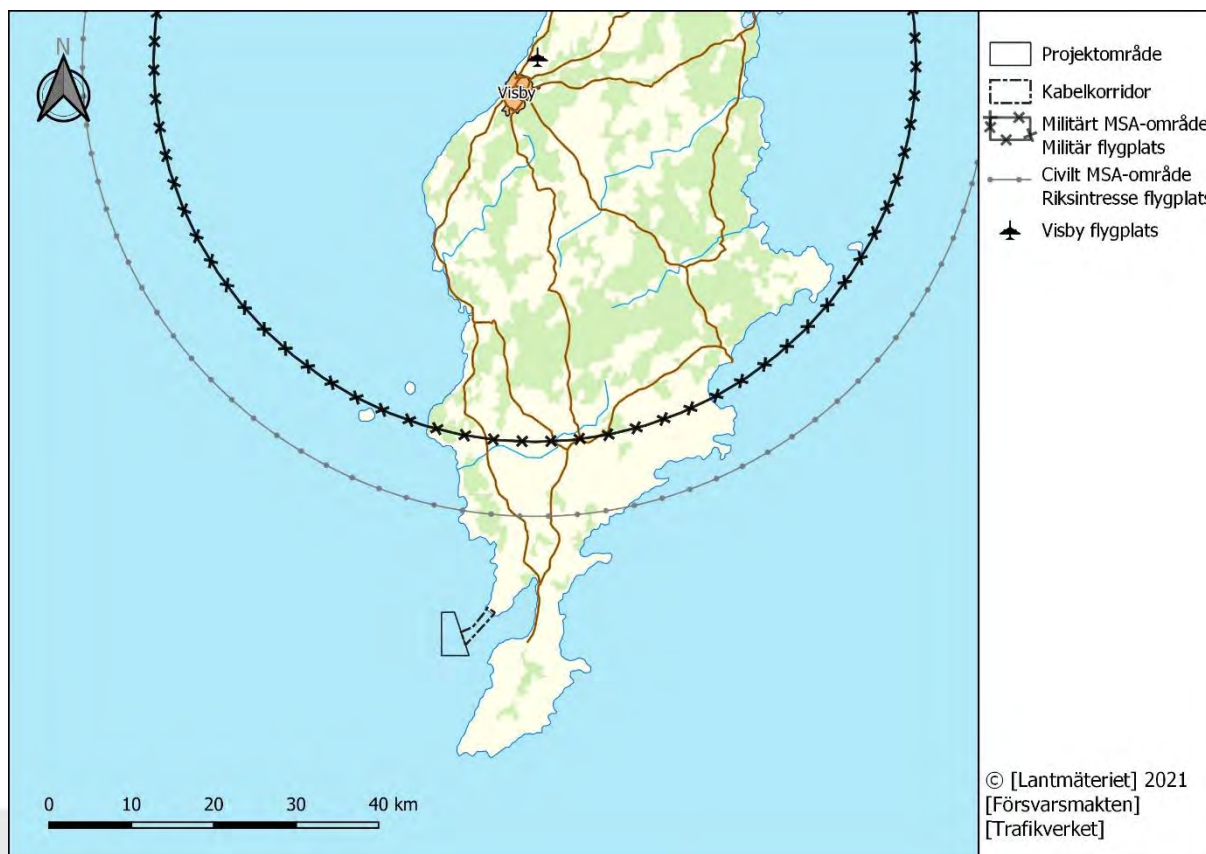 N
Visby
0 10 20 30 40 km
Projektområde
Kabelkorridor
Militärt MSA-område
Militär flygplats
Civilt MSA-område
Riksintresse flygplats
Visby flygplats
© [Lantmäteriet] 2021
[Försvarsmakten]
[Trafikverket]